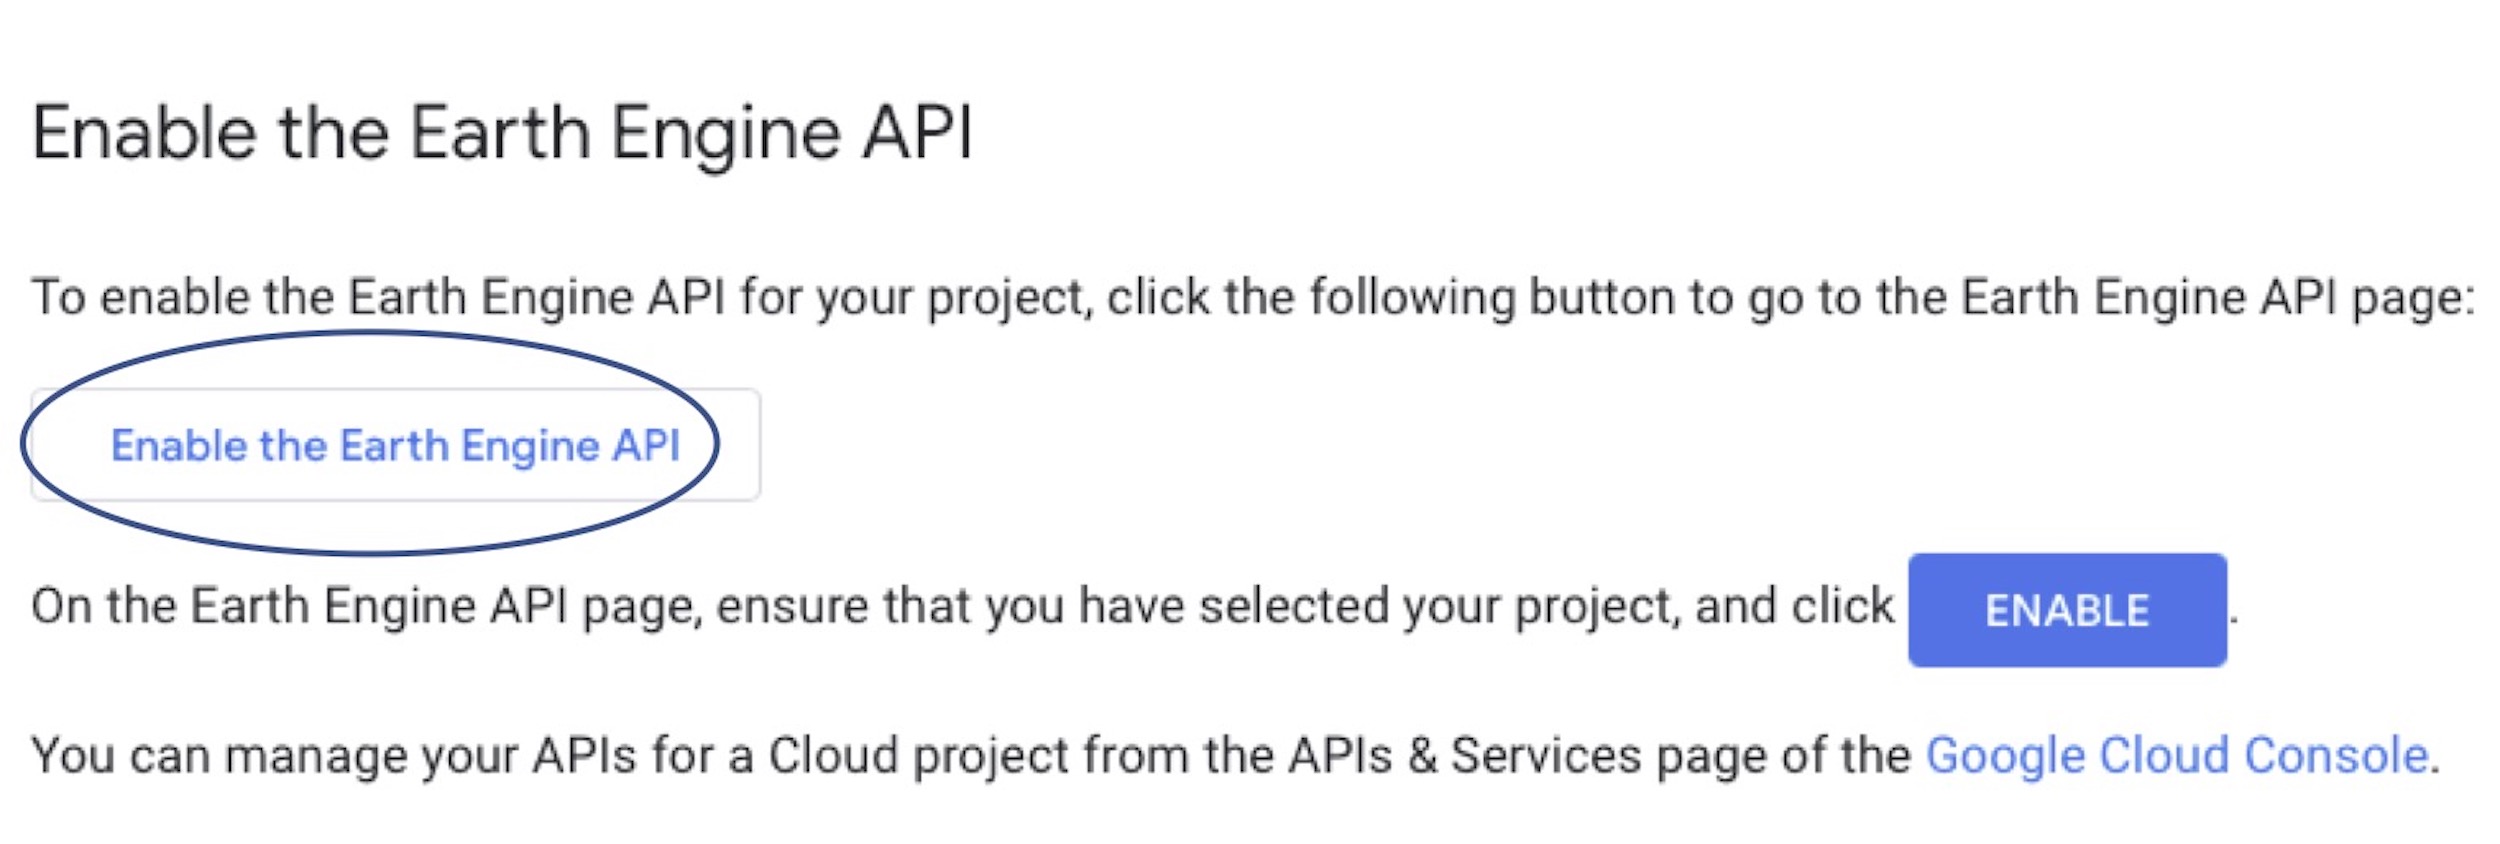 Enable the Earth Engine API
To enable the Earth Engine API for your project, click the following button to go to the Earth Engine API page:
Enable the Earth Engine API
On the Earth Engine API page, ensure that you have selected your project, and click ENABLE.
You can manage your APIs for a Cloud project from the APIs & Services page of the Google Cloud Console.